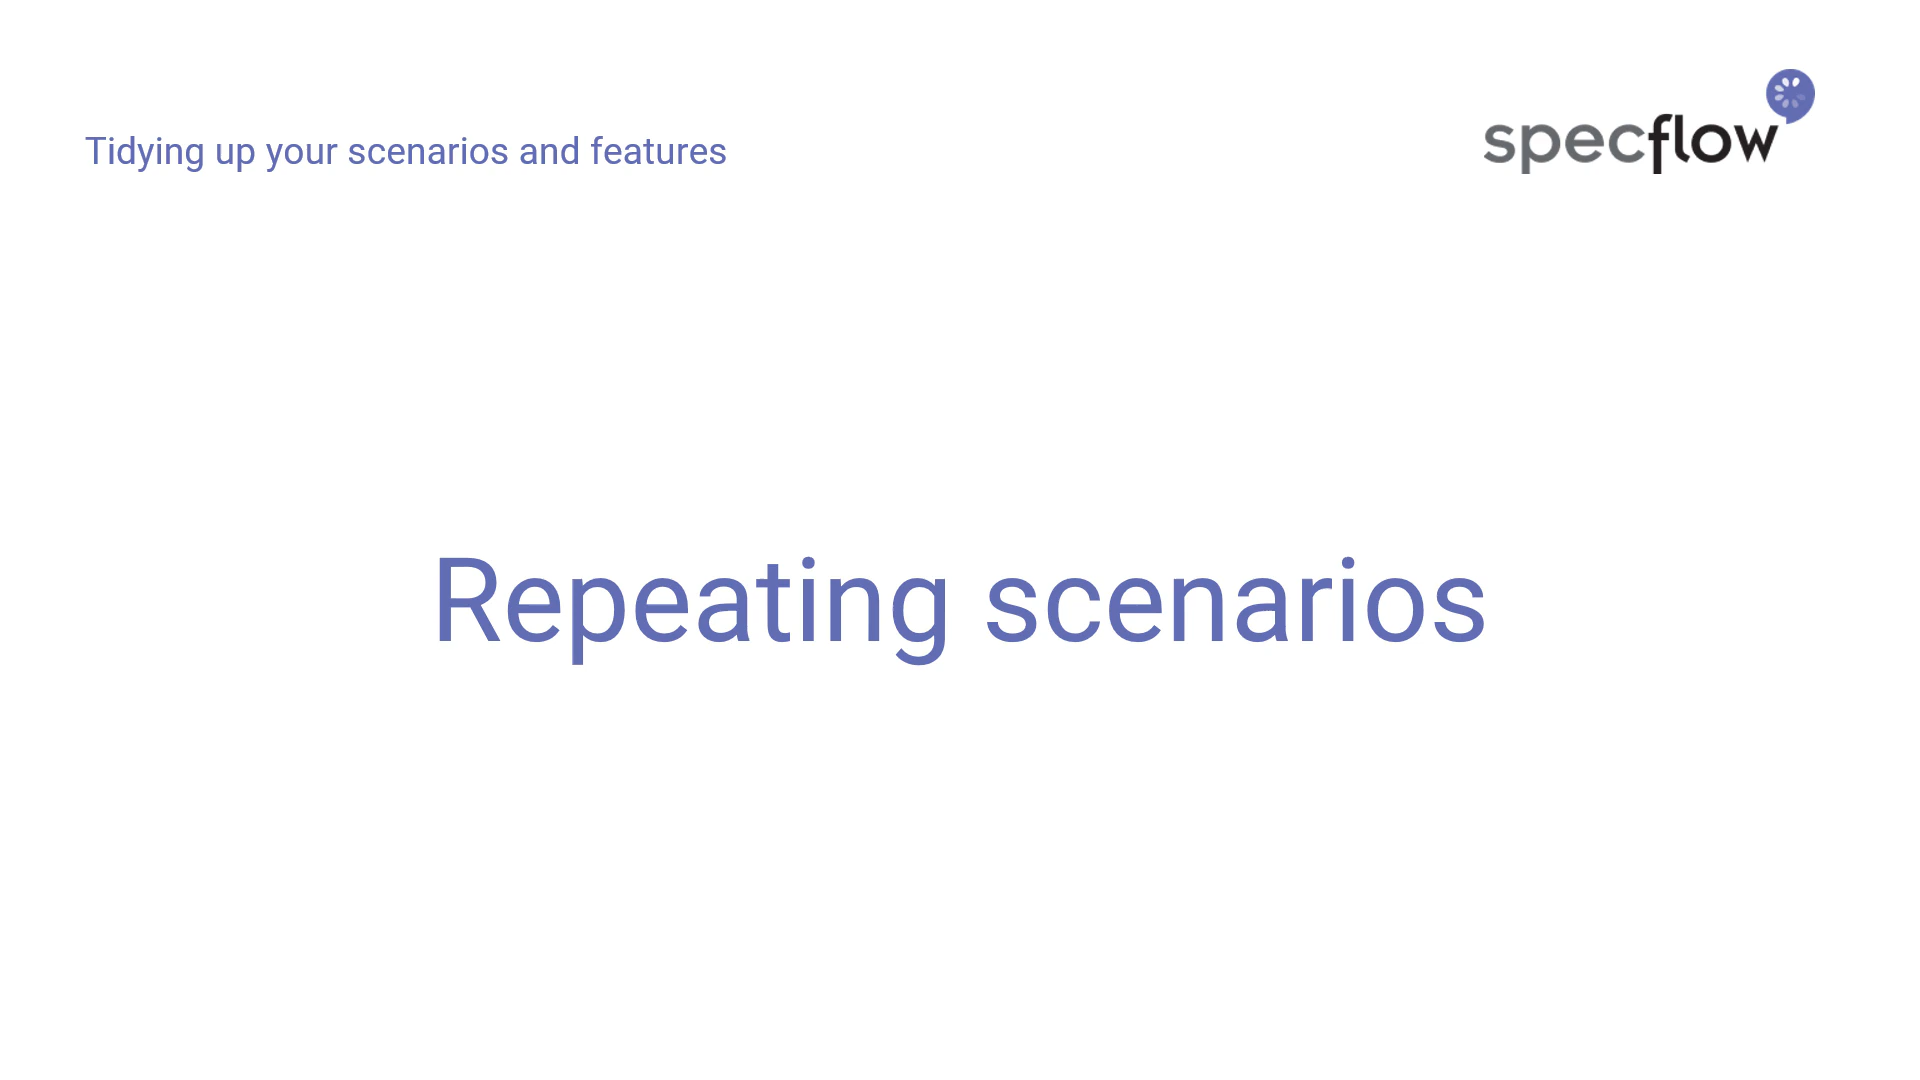 Tidying up your scenarios and features
specflow
Repeating scenarios